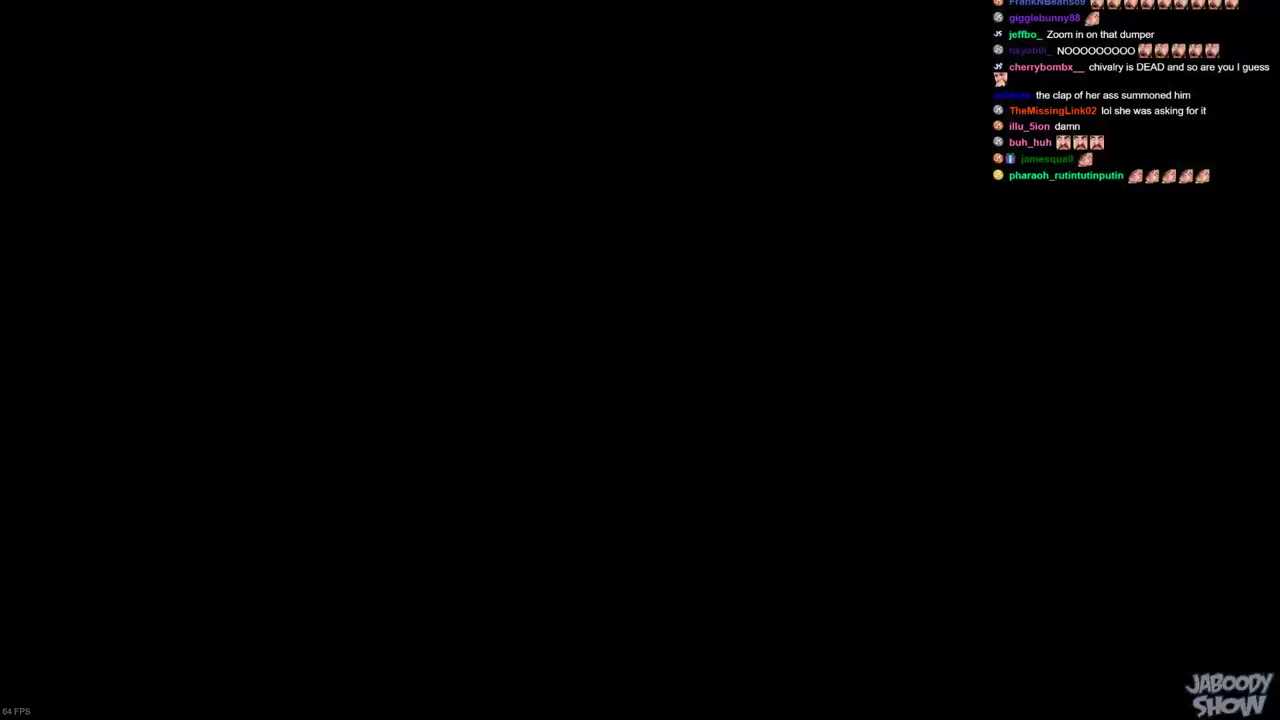 FrankNBeans89
gigglebunny88
jeffbo_ Zoom in on that dumper
NOOOOOOOOO
cherrybombx__ chivalry is DEAD and so are you I guess
the clap of her ass summoned him
TheMissingLink02 lol she was asking for it
illu_5ion damn
buh_huh
jamesquall
pharaoh_rutintutinputin
JABOODY
SHOW
64 FPS